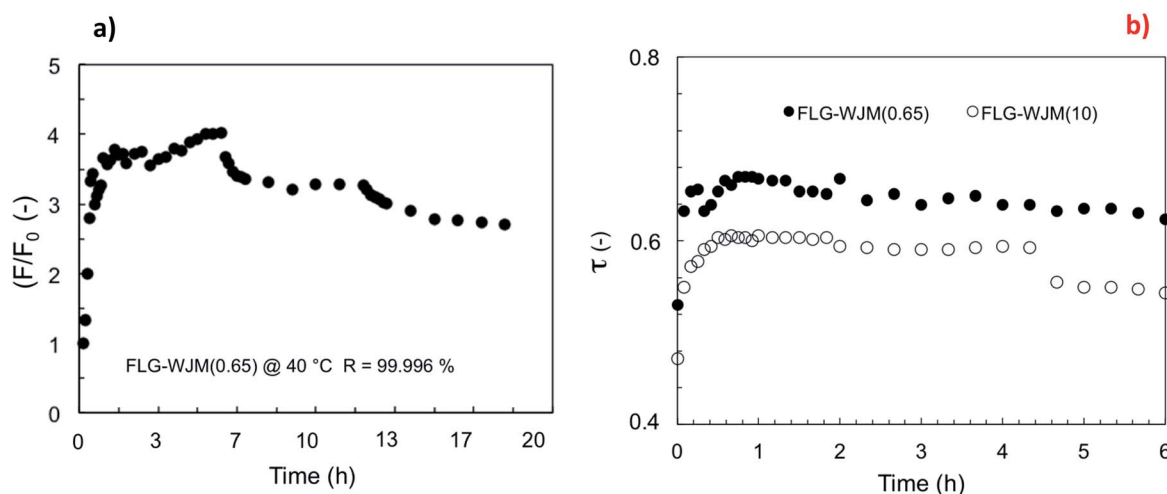 a)
(F/F₀ (-)
5
4
3
2
1
0
FLG-WJM(0.65) @ 40 °C R = 99.996 %
0 3 7 10 13 17 20
Time (h)
b)
τ (-)
0.8
0.6
0.4
FLG-WJM(0.65) FLG-WJM(10)
0 1 2 3 4 5 6
Time (h)